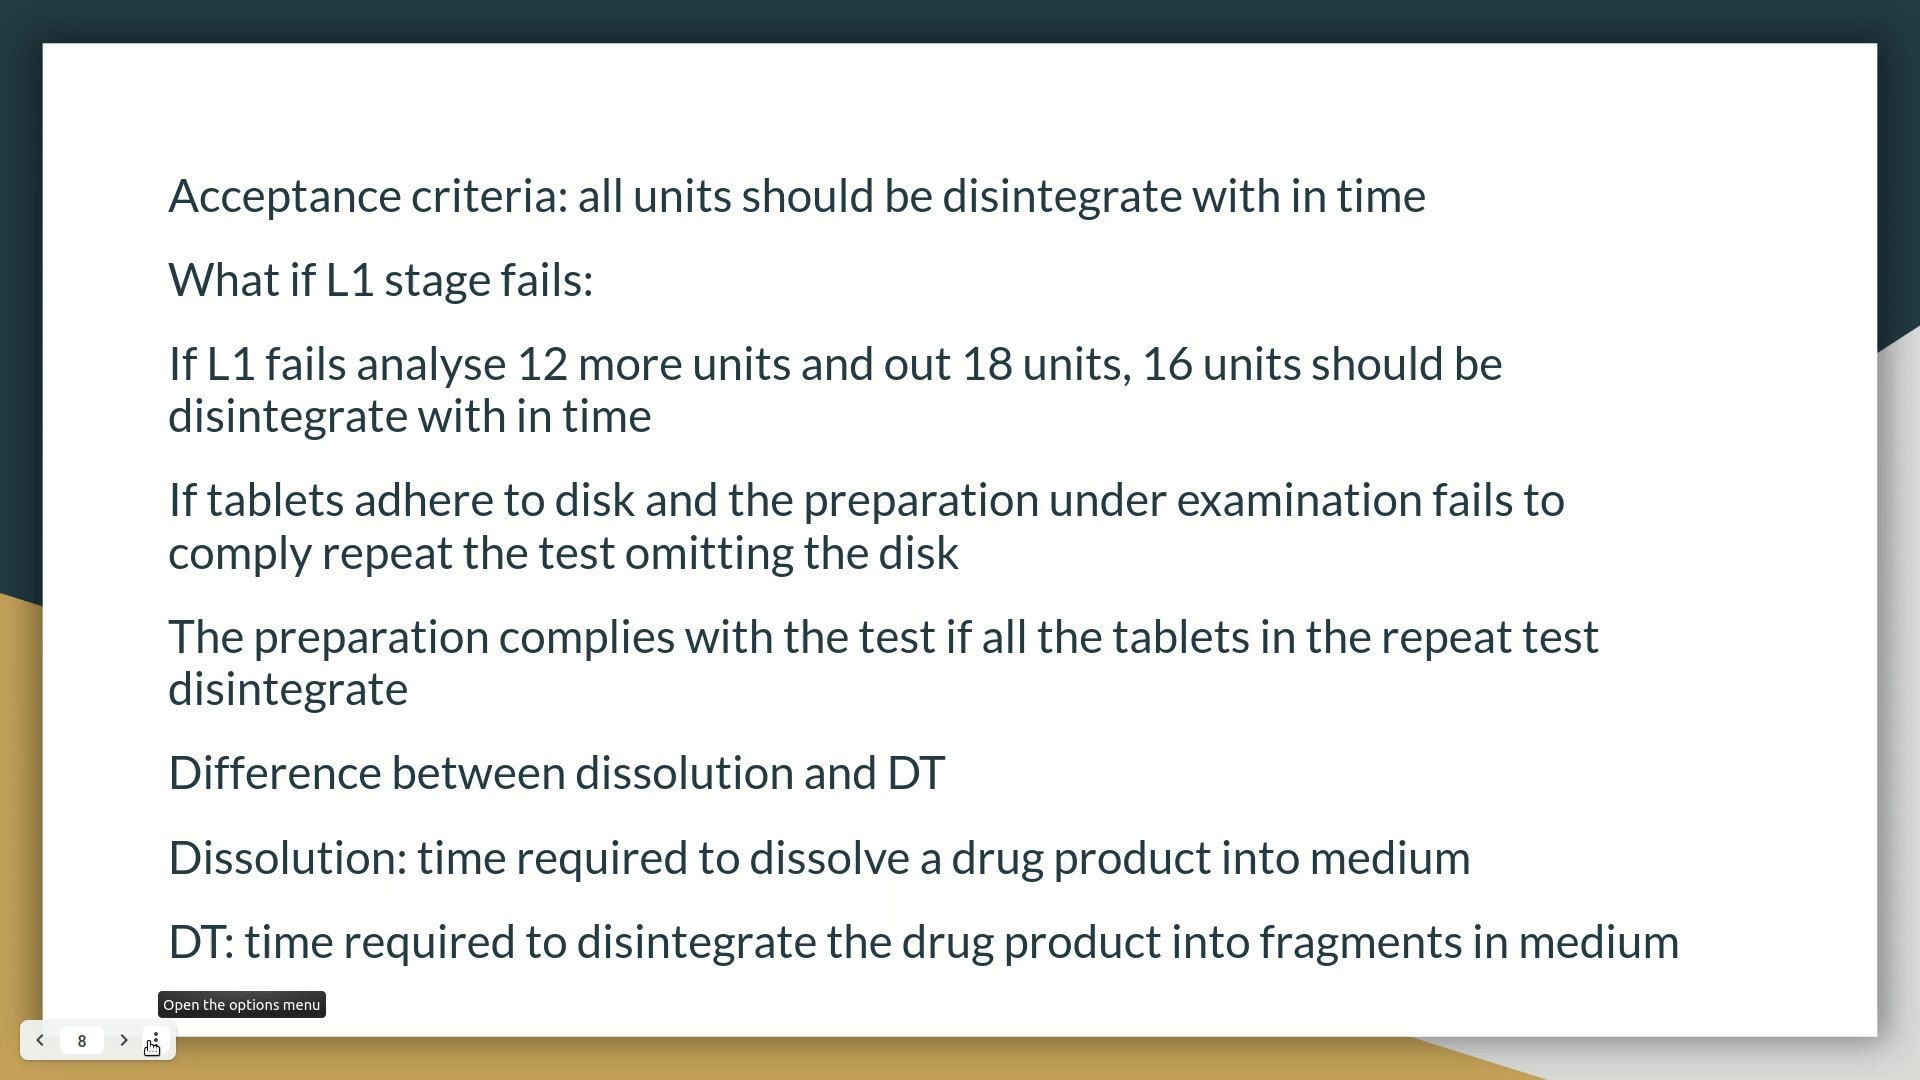 Acceptance criteria: all units should be disintegrate with in time
What if L1 stage fails:
If L1 fails analyse 12 more units and out 18 units, 16 units should be
disintegrate with in time
If tablets adhere to disk and the preparation under examination fails to
comply repeat the test omitting the disk
The preparation complies with the test if all the tablets in the repeat test
disintegrate
Difference between dissolution and DT
Dissolution: time required to dissolve a drug product into medium
DT: time required to disintegrate the drug product into fragments in medium
Open the options menu
8